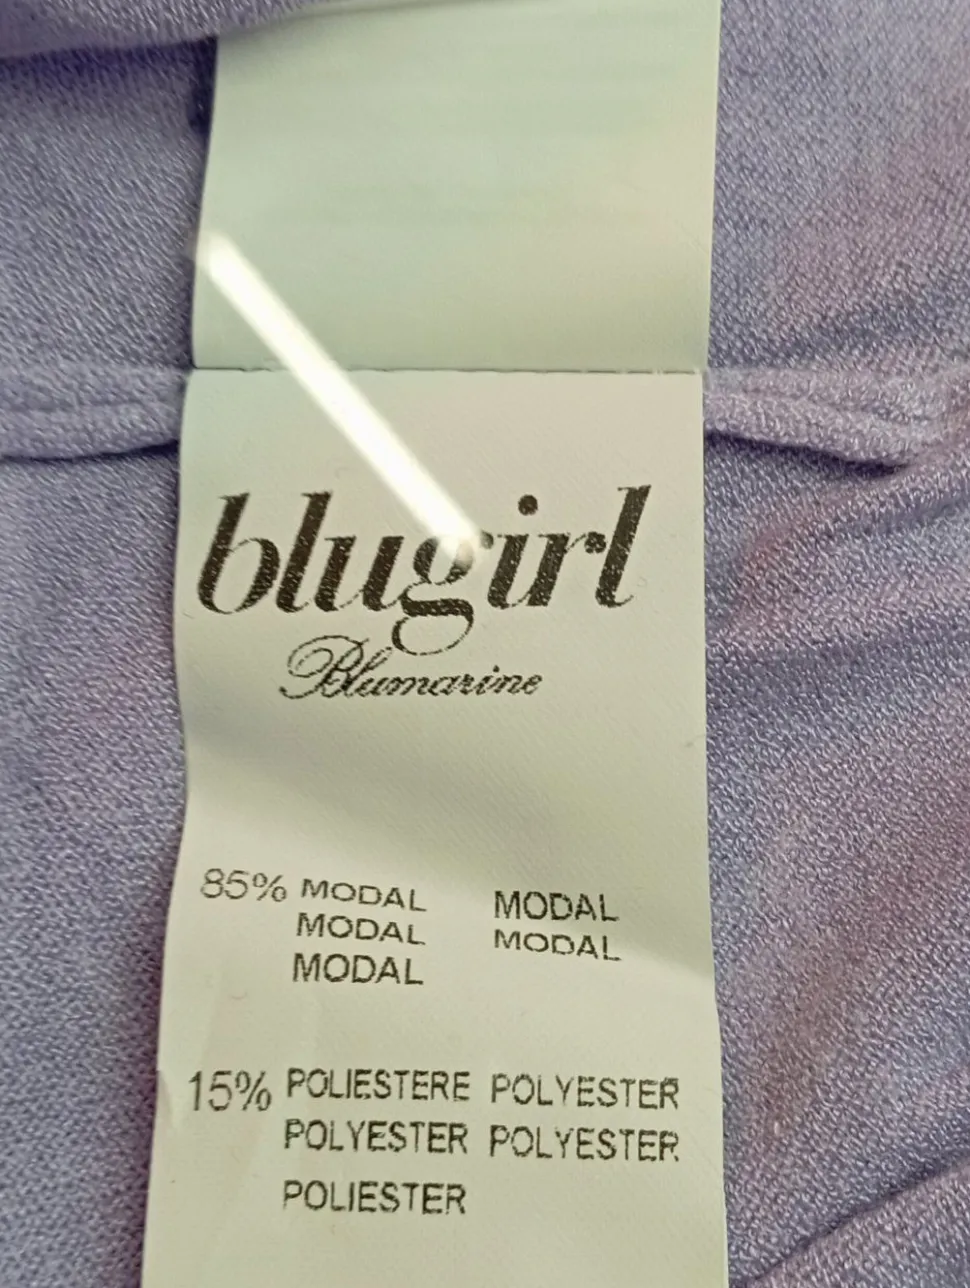 blugirl
Blumarine
85% MODAL MODAL
MODAL MODAL
MODAL
15% POLIESTERE POLYESTER
POLYESTER POLYESTER
POLIESTER